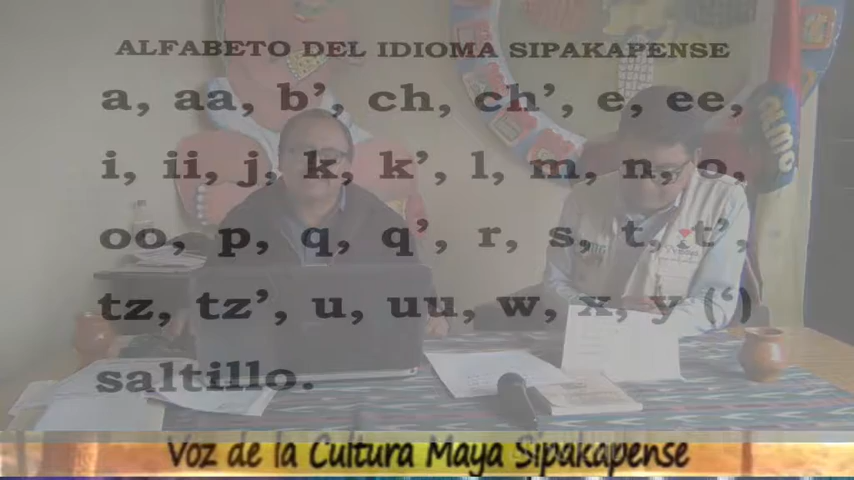 ALFABETO DEL IDIOMA SIPAKAPENSE
a, aa, b’, ch, ch’, e, ee,
i, ii, j, k, k’, l, m, n, o,
oo, p, q, q’, r, s, t, t’,
tz, tz’, u, uu, w, x, y (‘)
saltillo.
Voz de la Cultura Maya Sipakapense